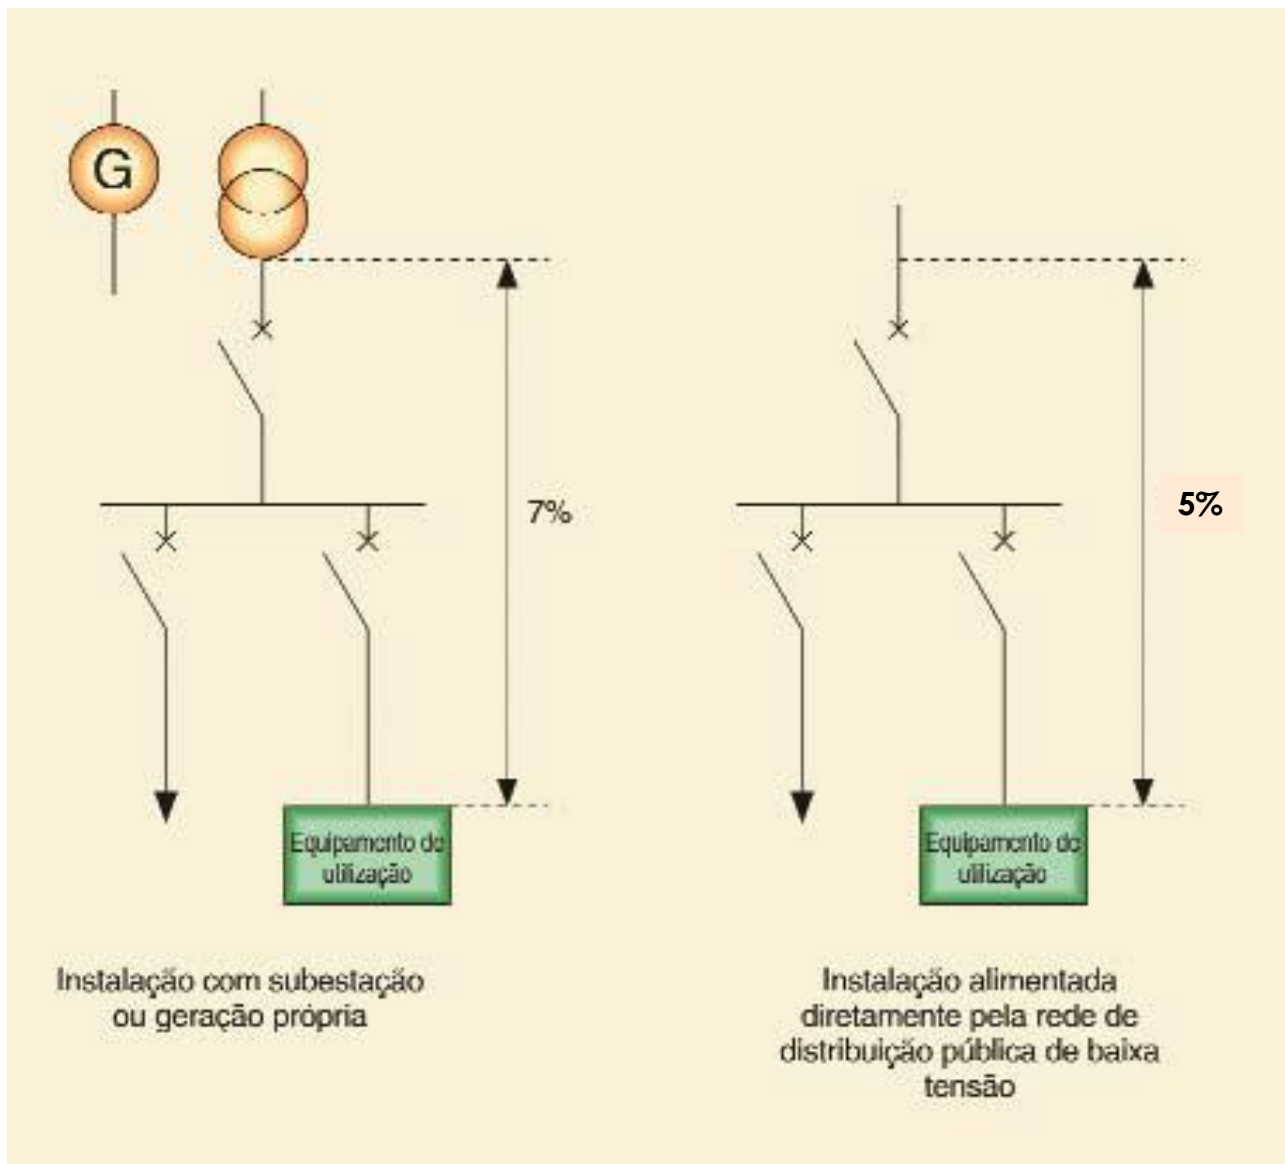 G
7%
5%
Equipamento de
utilização
Equipamento de
utilização
Instalação com subestação
ou geração própria
Instalação alimentada
diretamente pela rede de
distribuição pública de baixa
tensão